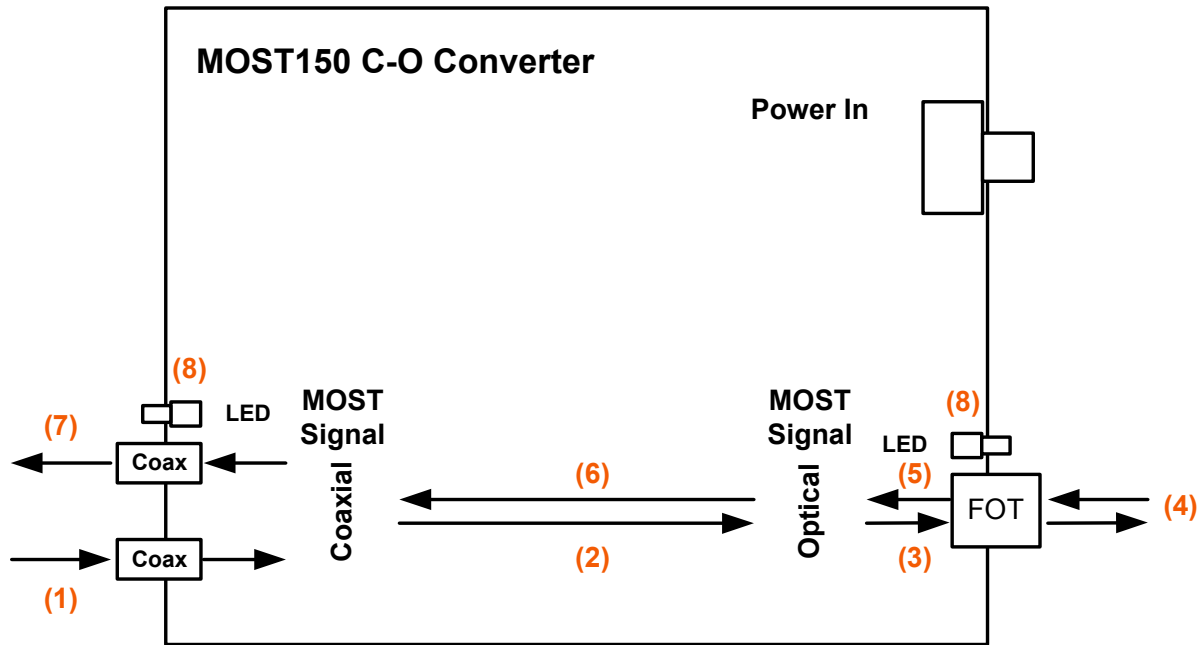 MOST150 C-O Converter
Power In
(8)
LED
MOST
Signal
Coaxial
MOST
Signal
Optical
(8)
LED
(7)
Coax
(6)
(5)
FOT
(4)
Coax
(1)
(2)
(3)